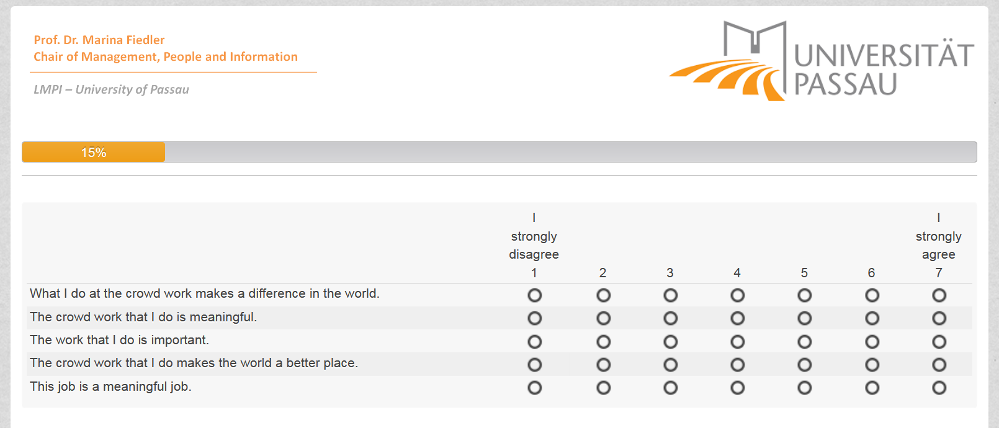 Prof. Dr. Marina Fiedler
Chair of Management, People and Information
LMPI – University of Passau
UNIVERSITÄT
PASSAU
15%
I strongly disagree 1 2 3 4 5 6 I strongly agree 7
What I do at the crowd work makes a difference in the world.
The crowd work that I do is meaningful.
The work that I do is important.
The crowd work that I do makes the world a better place.
This job is a meaningful job.